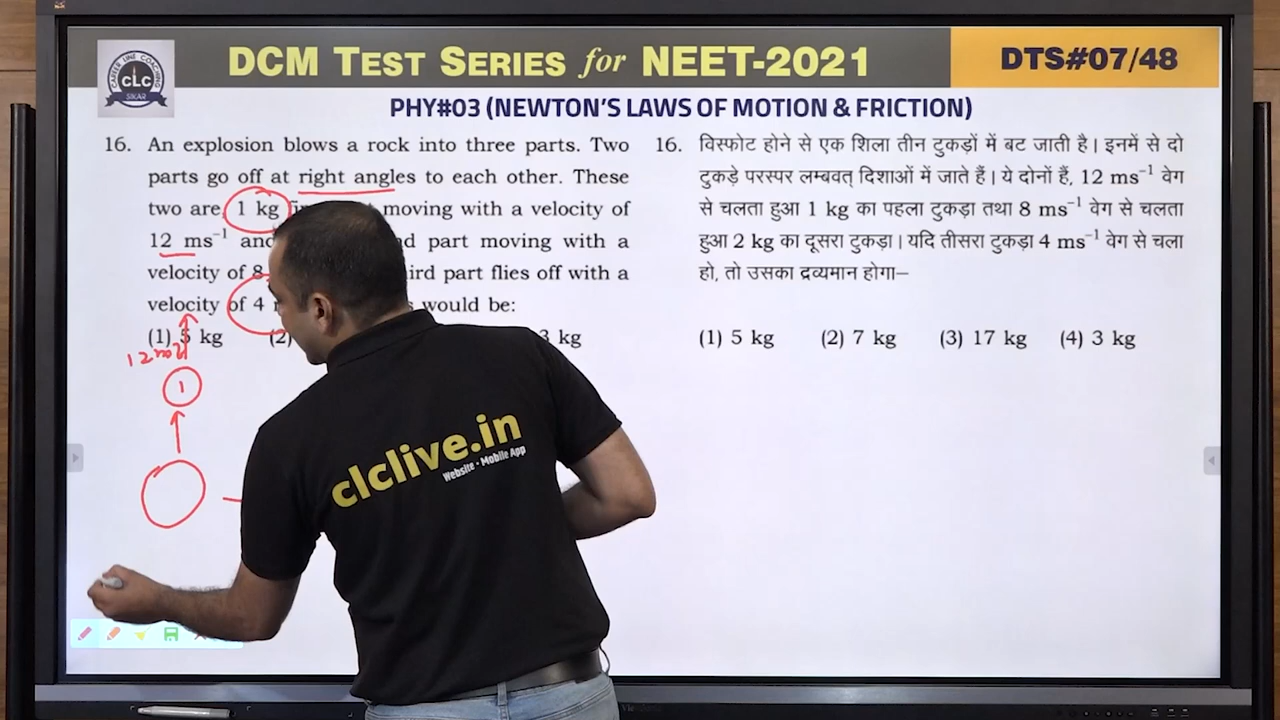 DCM TEST SERIES for NEET-2021
DTS#07/48
CAREER LINE COACHING
CLC
SIKAR
PHY#03 (NEWTON'S LAWS OF MOTION & FRICTION)
16. An explosion blows a rock into three parts. Two
parts go off at right angles to each other. These
two are 1 kg moving with a velocity of
12 ms⁻¹ and part moving with a
velocity of 8 part flies off with a
velocity of 4 would be:
(1) 5 kg (2) 3 kg
12 m/s
1
16. विस्फोट होने से एक शिला तीन टुकड़ों में बट जाती है। इनमें से दो
टुकड़े परस्पर लम्बवत् दिशाओं में जाते हैं। ये दोनों हैं, 12 ms⁻¹ वेग
से चलता हुआ 1 kg का पहला टुकड़ा तथा 8 ms⁻¹ वेग से चलता
हुआ 2 kg का दूसरा टुकड़ा। यदि तीसरा टुकड़ा 4 ms⁻¹ वेग से चला
हो, तो उसका द्रव्यमान होगा–
(1) 5 kg (2) 7 kg (3) 17 kg (4) 3 kg
clclive.in
Website - Mobile App